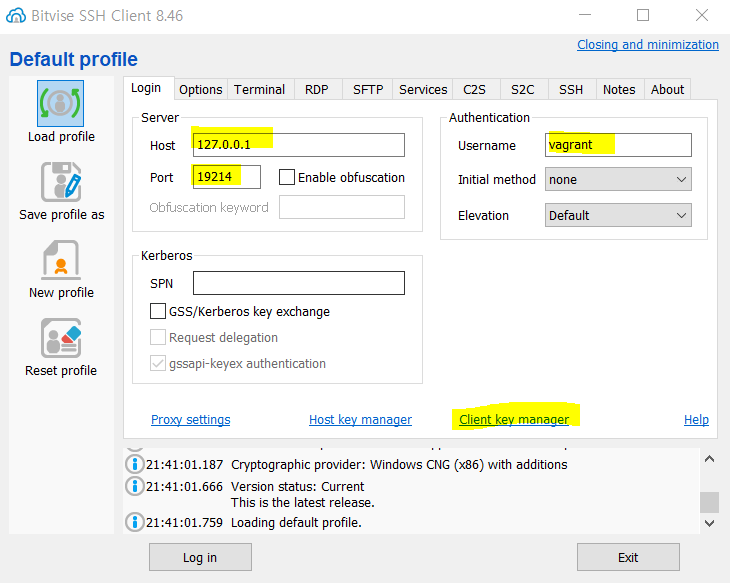 Bitvise SSH Client 8.46
Closing and minimization
Default profile
Load profile
Save profile as
New profile
Reset profile
Login Options Terminal RDP SFTP Services C2S S2C SSH Notes About
Server
Host 127.0.0.1
Port 19214 Enable obfuscation
Obfuscation keyword
Authentication
Username vagrant
Initial method none
Elevation Default
Kerberos
SPN
GSS/Kerberos key exchange
Request delegation
gssapi-keyex authentication
Proxy settings Host key manager Client key manager Help
21:41:01.187 Cryptographic provider: Windows CNG (x86) with additions
21:41:01.666 Version status: Current
This is the latest release.
21:41:01.759 Loading default profile.
Log in Exit